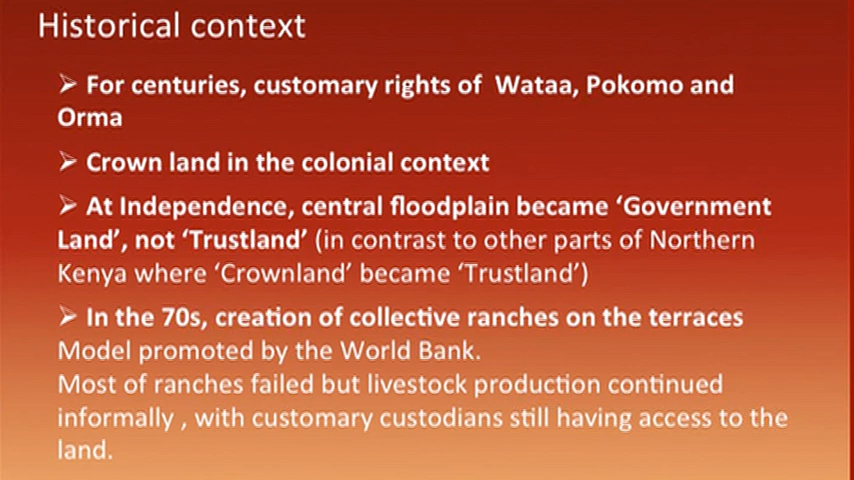 Historical context
➢ For centuries, customary rights of  Wataa, Pokomo and
Orma
➢ Crown land in the colonial context
➢ At Independence, central floodplain became ‘Government
Land’, not ‘Trustland’ (in contrast to other parts of Northern
Kenya where ‘Crownland’ became ‘Trustland’)
➢ In the 70s, creation of collective ranches on the terraces
Model promoted by the World Bank.
Most of ranches failed but livestock production continued
informally , with customary custodians still having access to the
land.